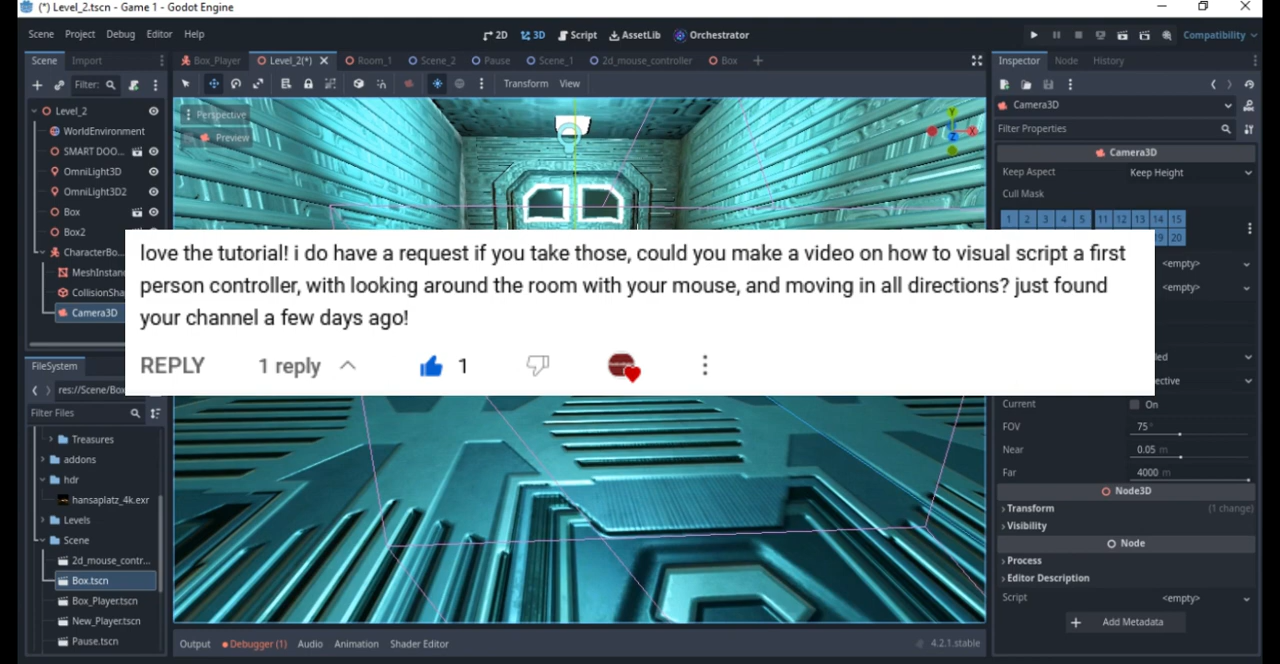 (*) Level_2.tscn - Game 1 - Godot Engine
Scene Project Debug Editor Help
2D 3D Script AssetLib Orchestrator
Compatibility
Scene Import
Box_Player Level_2(*) Room_1 Scene_2 Pause Scene_1 2d_mouse_controller Box
Inspector Node History
Filter:
Transform View
Level_2
WorldEnvironment
SMART DOO...
OmniLight3D
OmniLight3D2
Box
Box2
CharacterBo
MeshInstan
CollisionSha
Camera3D
Perspective
Preview
Y
X
Z
Camera3D
Filter Properties
Camera3D
Keep Aspect Keep Height
Cull Mask
1 2 3 4 5 11 12 13 14 15
19 20
<empty>
<empty>
love the tutorial! i do have a request if you take those, could you make a video on how to visual script a first
person controller, with looking around the room with your mouse, and moving in all directions? just found
your channel a few days ago!
REPLY 1 reply 1
led
ective
Current On
FOV 75 °
Near 0.05 m
Far 4000 m
Node3D
Transform (1 change)
Visibility
Node
Process
Editor Description
Script <empty>
Add Metadata
FileSystem
res://Scene/Box
Filter Files
Treasures
addons
hdr
hansaplatz_4k.exr
Levels
Scene
2d_mouse_contr...
Box.tscn
Box_Player.tscn
New_Player.tscn
Pause.tscn
Output Debugger (1) Audio Animation Shader Editor
4.2.1.stable